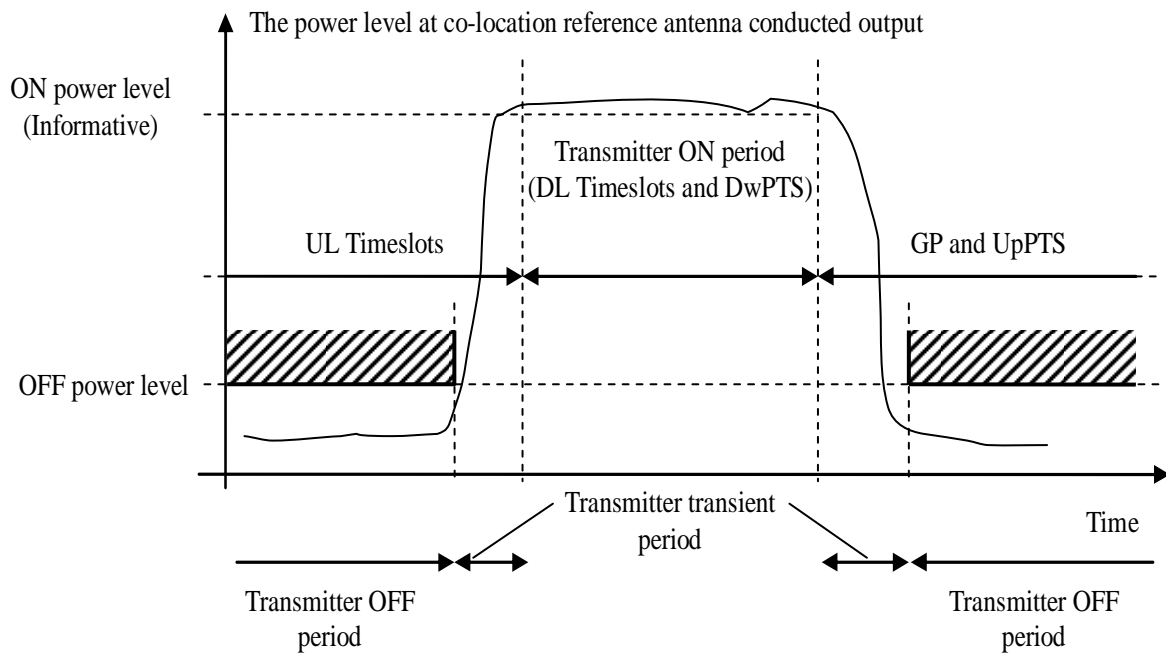 The power level at co-location reference antenna conducted output
ON power level
(Informative)
Transmitter ON period
(DL Timeslots and DwPTS)
UL Timeslots
GP and UpPTS
OFF power level
Transmitter transient
period
Time
Transmitter OFF
period
Transmitter OFF
period